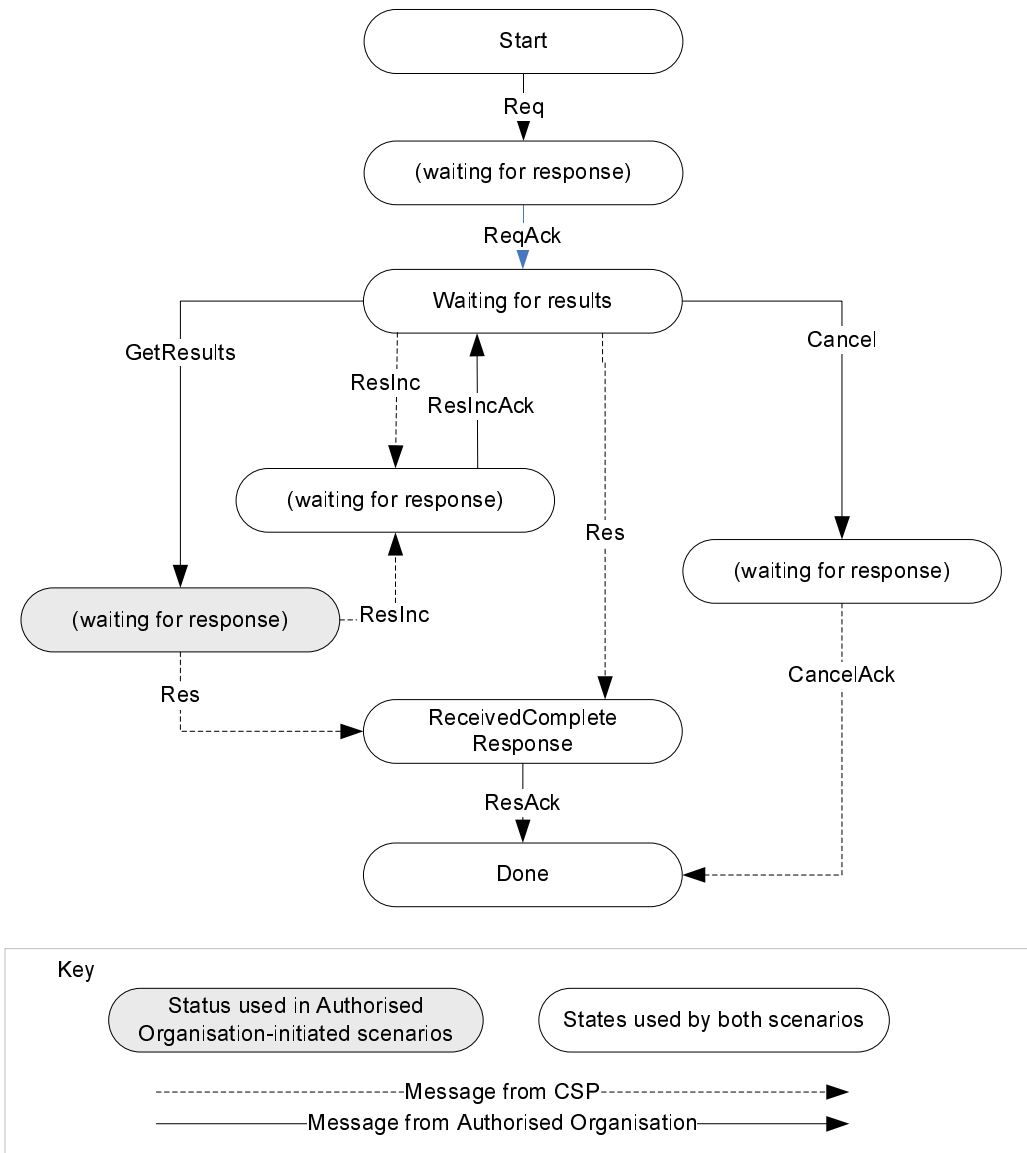 Start
Req
(waiting for response)
ReqAck
Waiting for results
GetResults
Cancel
ResInc
ResIncAck
(waiting for response)
Res
(waiting for response)
(waiting for response)
ResInc
CancelAck
Res
ReceivedComplete
Response
ResAck
Done
Key
Status used in Authorised
Organisation-initiated scenarios
States used by both scenarios
Message from CSP
Message from Authorised Organisation